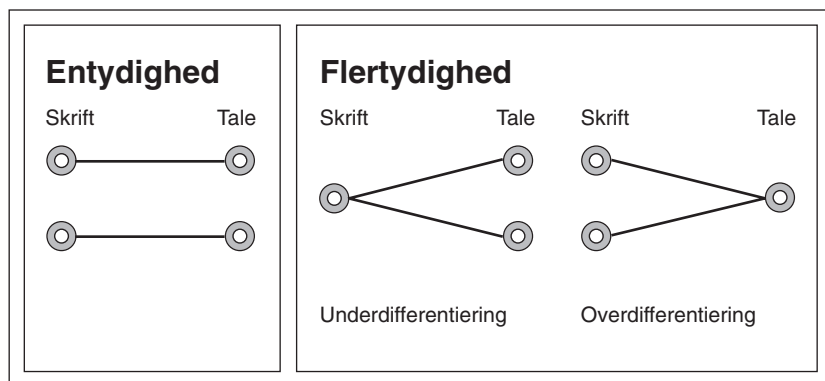 Entydighed
Skrift Tale
Flertydighed
Skrift Tale Skrift Tale
Underdifferentiering Overdifferentiering